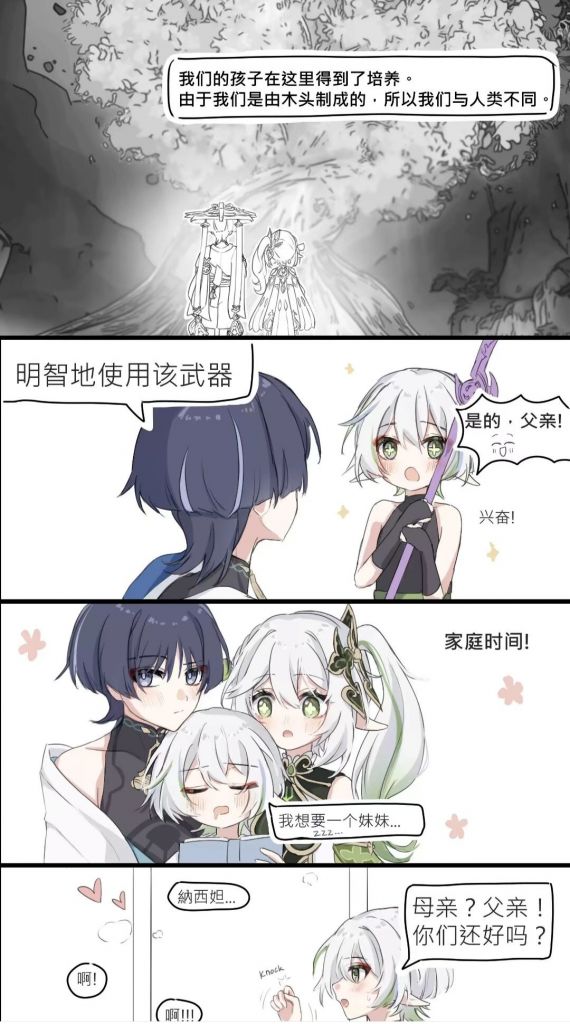 我们的孩子在这里得到了培养。
由于我们是由木头制成的，所以我们与人类不同。
明智地使用该武器
是的，父亲!
兴奋!
家庭时间!
我想要一个妹妹...
zzz...
納西妲...
母亲？父亲！
你们还好吗？
Knock
啊!
啊!!!